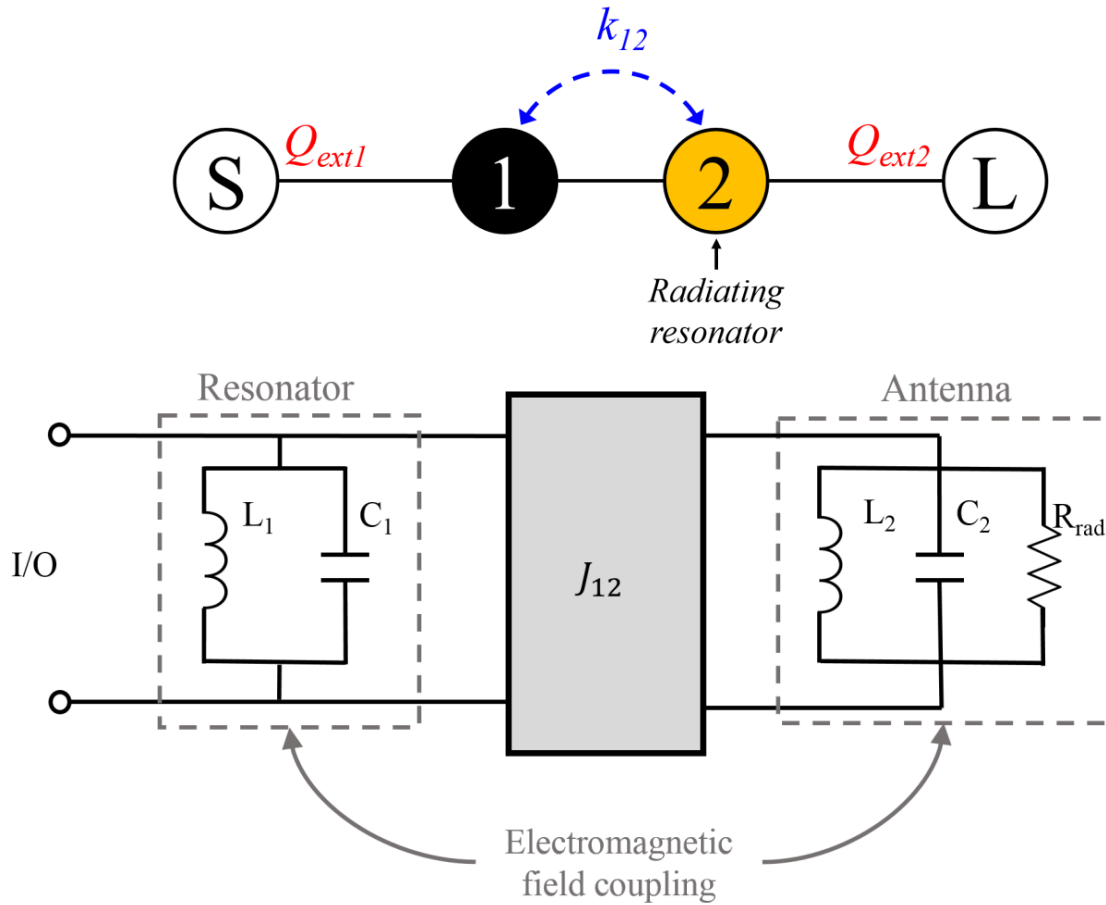 k12
Qext1
Qext2
S
1
2
L
Radiating
resonator
Resonator
Antenna
L1
C1
L2
C2
Rrad
I/O
J12
Electromagnetic
field coupling